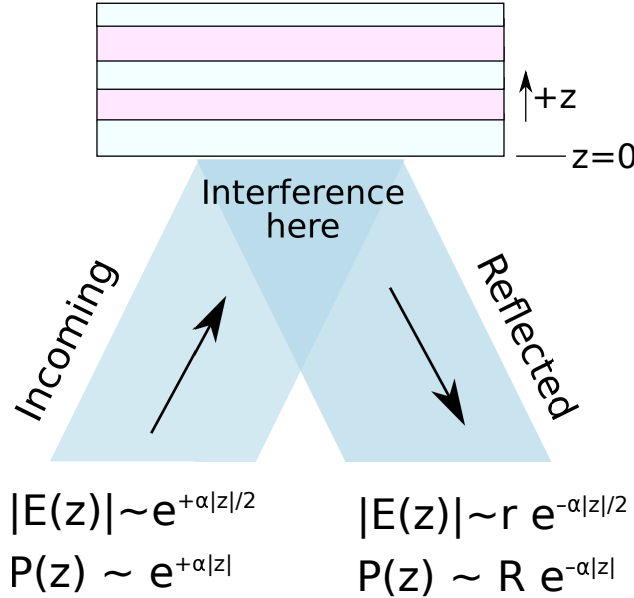 +z
z=0
Interference
here
Incoming
Reflected
|E(z)|~e^{+α|z|/2}
P(z) ~ e^{+α|z|}
|E(z)|~r e^{–α|z|/2}
P(z) ~ R e^{–α|z|}